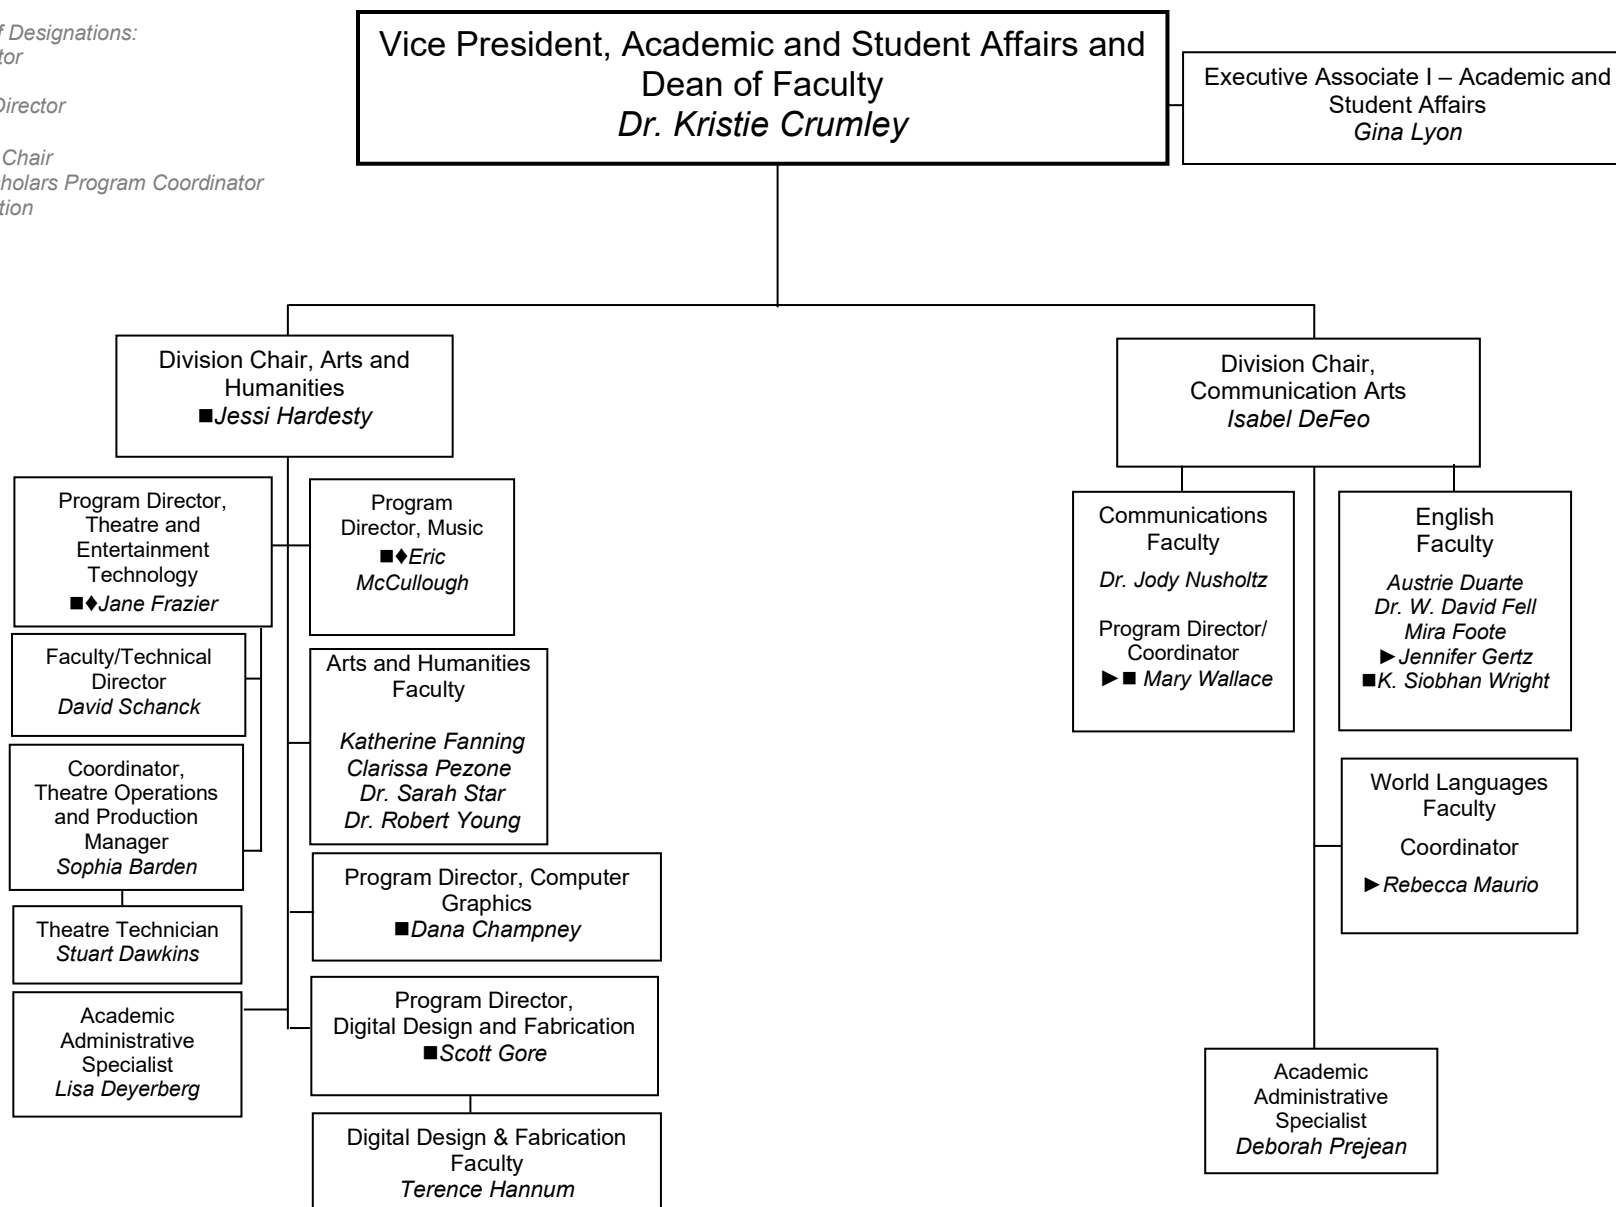 Designations:
Director
Chair
Program Coordinator
Vice President, Academic and Student Affairs and
Dean of Faculty
Dr. Kristie Crumley
Executive Associate I – Academic and
Student Affairs
Gina Lyon
Division Chair, Arts and
Humanities
■Jessi Hardesty
Program Director,
Theatre and
Entertainment
Technology
■♦Jane Frazier
Program
Director, Music
■♦Eric
McCullough
Faculty/Technical
Director
David Schanck
Arts and Humanities
Faculty
Katherine Fanning
Clarissa Pezone
Dr. Sarah Star
Dr. Robert Young
Coordinator,
Theatre Operations
and Production
Manager
Sophia Barden
Program Director, Computer
Graphics
■Dana Champney
Theatre Technician
Stuart Dawkins
Program Director,
Digital Design and Fabrication
■Scott Gore
Academic
Administrative
Specialist
Lisa Deyerberg
Digital Design & Fabrication
Faculty
Terence Hannum
Division Chair,
Communication Arts
Isabel DeFeo
Communications
Faculty
Dr. Jody Nusholtz
Program Director/
Coordinator
►■ Mary Wallace
English
Faculty
Austrie Duarte
Dr. W. David Fell
Mira Foote
►Jennifer Gertz
■K. Siobhan Wright
World Languages
Faculty
Coordinator
►Rebecca Maurio
Academic
Administrative
Specialist
Deborah Prejean